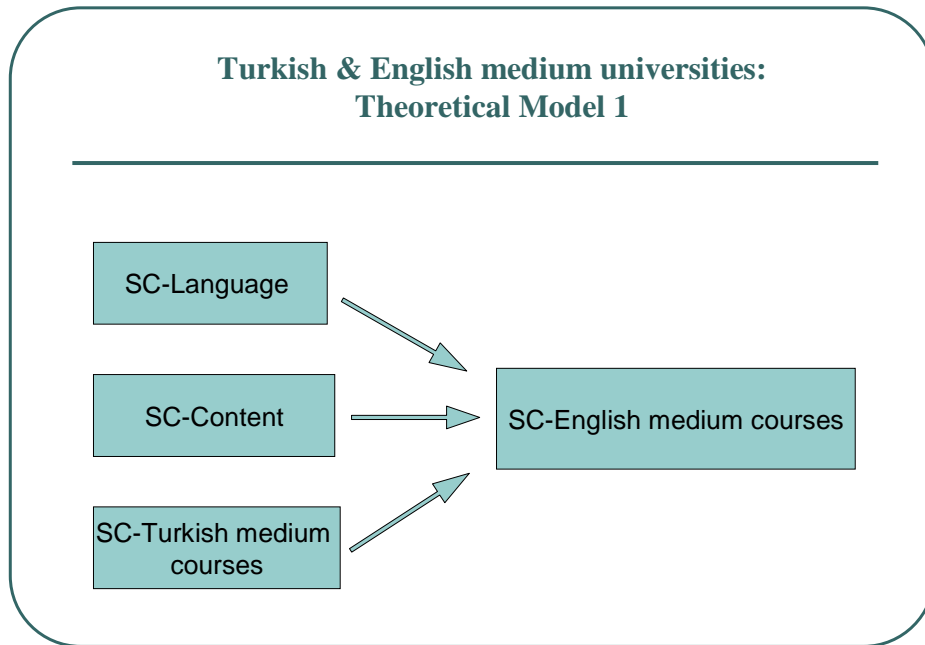 Turkish & English medium universities:
Theoretical Model 1
SC-Language
SC-Content
SC-English medium courses
SC-Turkish medium
courses